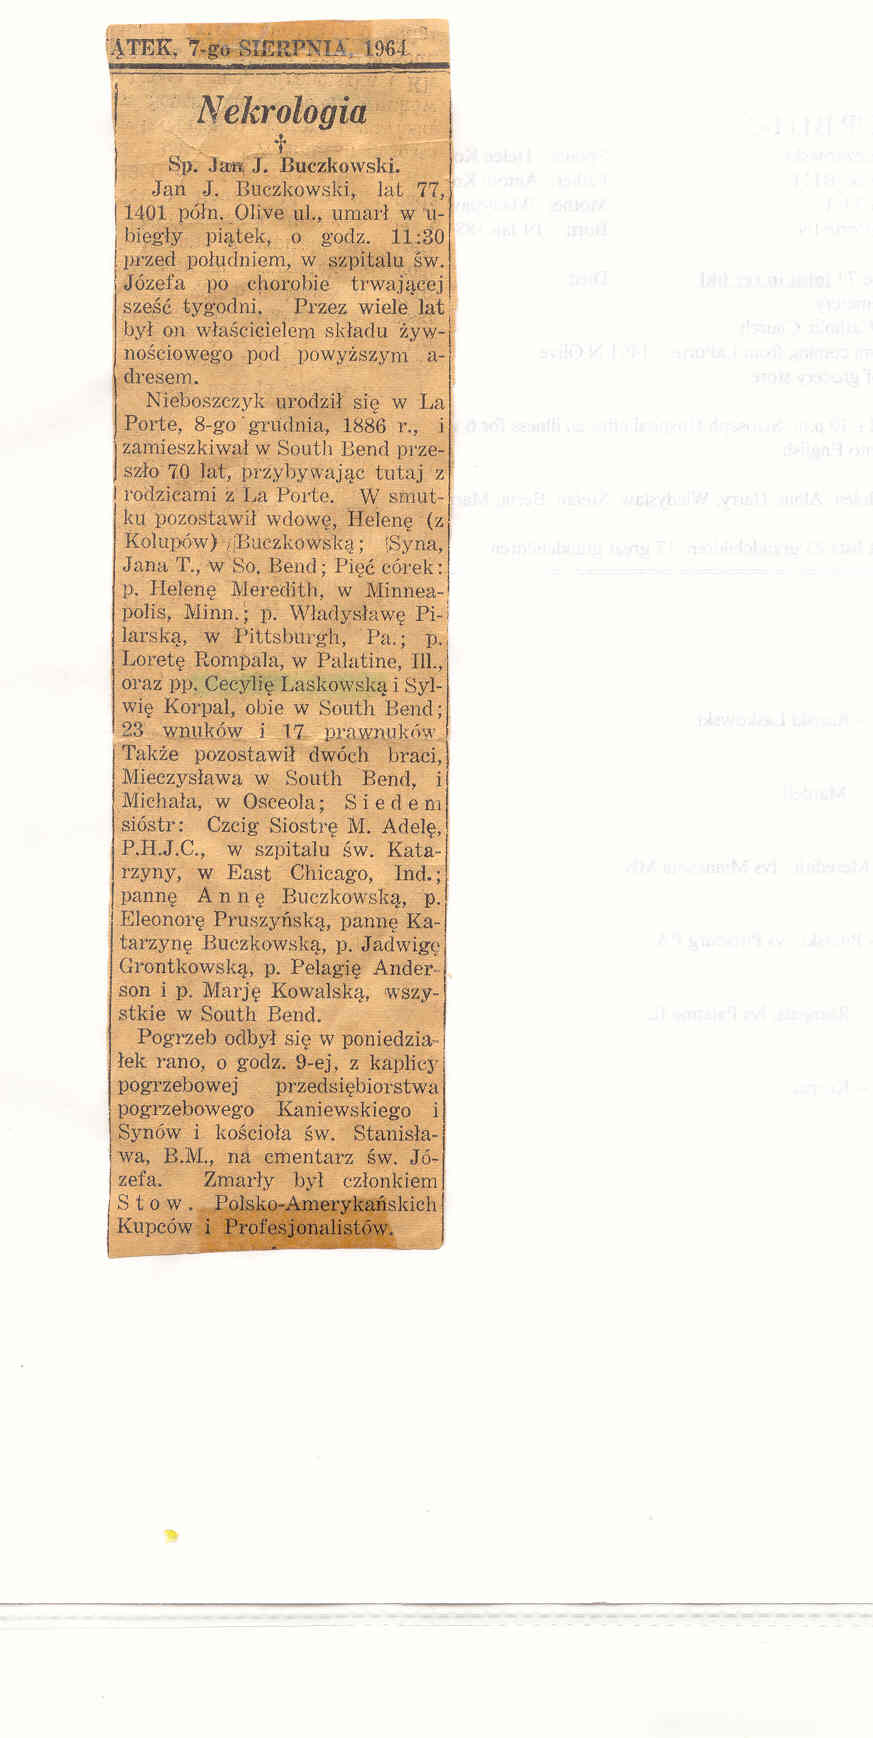 ĄTEK, 7-go SIERPNIA, 1964
Nekrologia
†
Sp. Jan J. Buczkowski.
Jan J. Buczkowski, lat 77,
1401 półn. Olive ul., umarł w u-
biegły piątek, o godz. 11:30
przed południem, w szpitalu św.
Józefa po chorobie trwającej
sześć tygodni. Przez wiele lat
był on właścicielem składu żyw-
nościowego pod powyższym a-
dresem.
Nieboszczyk urodził się w La
Porte, 8-go grudnia, 1886 r., i
zamieszkiwał w South Bend prze-
szło 70 lat, przybywając tutaj z
rodzicami z La Porte. W smut-
ku pozostawił wdowę, Helenę (z
Kolupów) Buczkowską; Syna,
Jana T., w So. Bend; Pięć córek:
p. Helenę Meredith, w Minnea-
polis, Minn.; p. Władysławę Pi-
larską, w Pittsburgh, Pa.; p.
Loretę Rompala, w Palatine, Ill.,
oraz pp. Cecylię Laskowską i Syl-
wię Korpal, obie w South Bend;
23 wnuków i 17 prawnuków.
Także pozostawił dwóch braci,
Mieczysława w South Bend, i
Michała, w Osceola; Siedem
sióstr: Czcig Siostrę M. Adelę,
P.H.J.C., w szpitalu św. Kata-
rzyny, w East Chicago, Ind.;
pannę Annę Buczkowską, p.
Eleonorę Pruszyńską, pannę Ka-
tarzynę Buczkowską, p. Jadwigę
Grontkowską, p. Pelagię Ander-
son i p. Marję Kowalską, wszy-
stkie w South Bend.
Pogrzeb odbył się w poniedzia-
łek rano, o godz. 9-ej, z kaplicy
pogrzebowej przedsiębiorstwa
pogrzebowego Kaniewskiego i
Synów i kościoła św. Stanisła-
wa, B.M., na cmentarz św. Jó-
zefa. Zmarły był członkiem
Stow. Polsko-Amerykańskich
Kupców i Profesjonalistów.